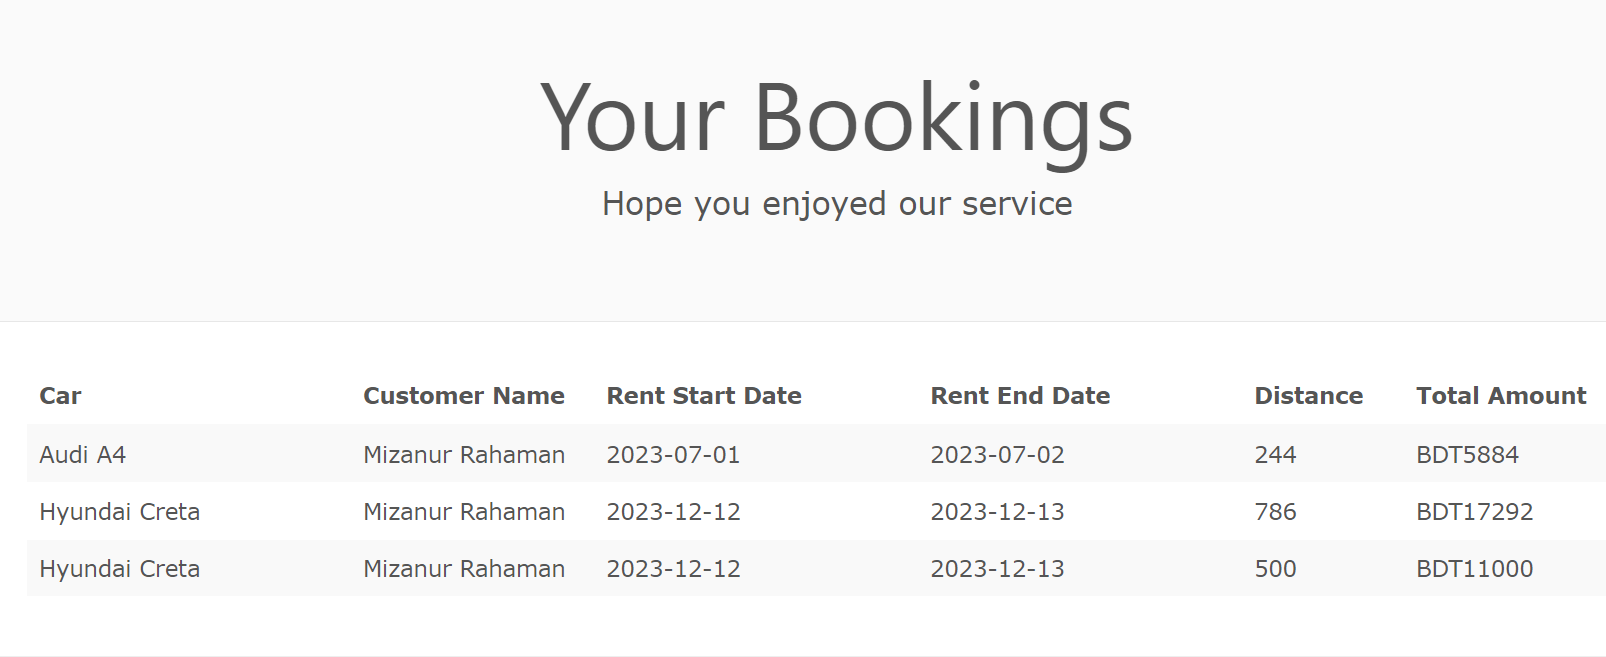 Your Bookings
Hope you enjoyed our service
Car Customer Name Rent Start Date Rent End Date Distance Total Amount
Audi A4 Mizanur Rahaman 2023-07-01 2023-07-02 244 BDT5884
Hyundai Creta Mizanur Rahaman 2023-12-12 2023-12-13 786 BDT17292
Hyundai Creta Mizanur Rahaman 2023-12-12 2023-12-13 500 BDT11000